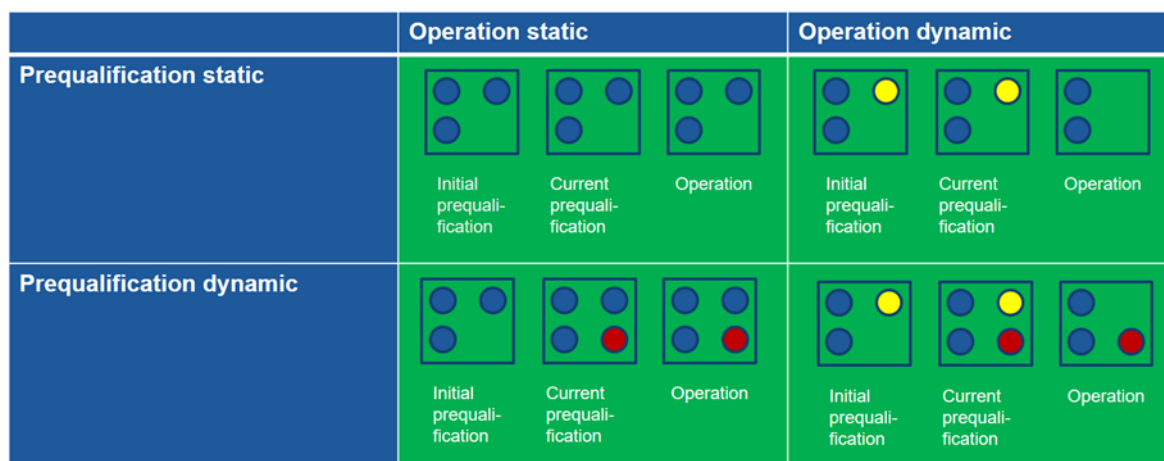 Operation static
Operation dynamic
Prequalification static
Initial
prequali-
fication
Current
prequali-
fication
Operation
Initial
prequali-
fication
Current
prequali-
fication
Operation
Prequalification dynamic
Initial
prequali-
fication
Current
prequali-
fication
Operation
Initial
prequali-
fication
Current
prequali-
fication
Operation